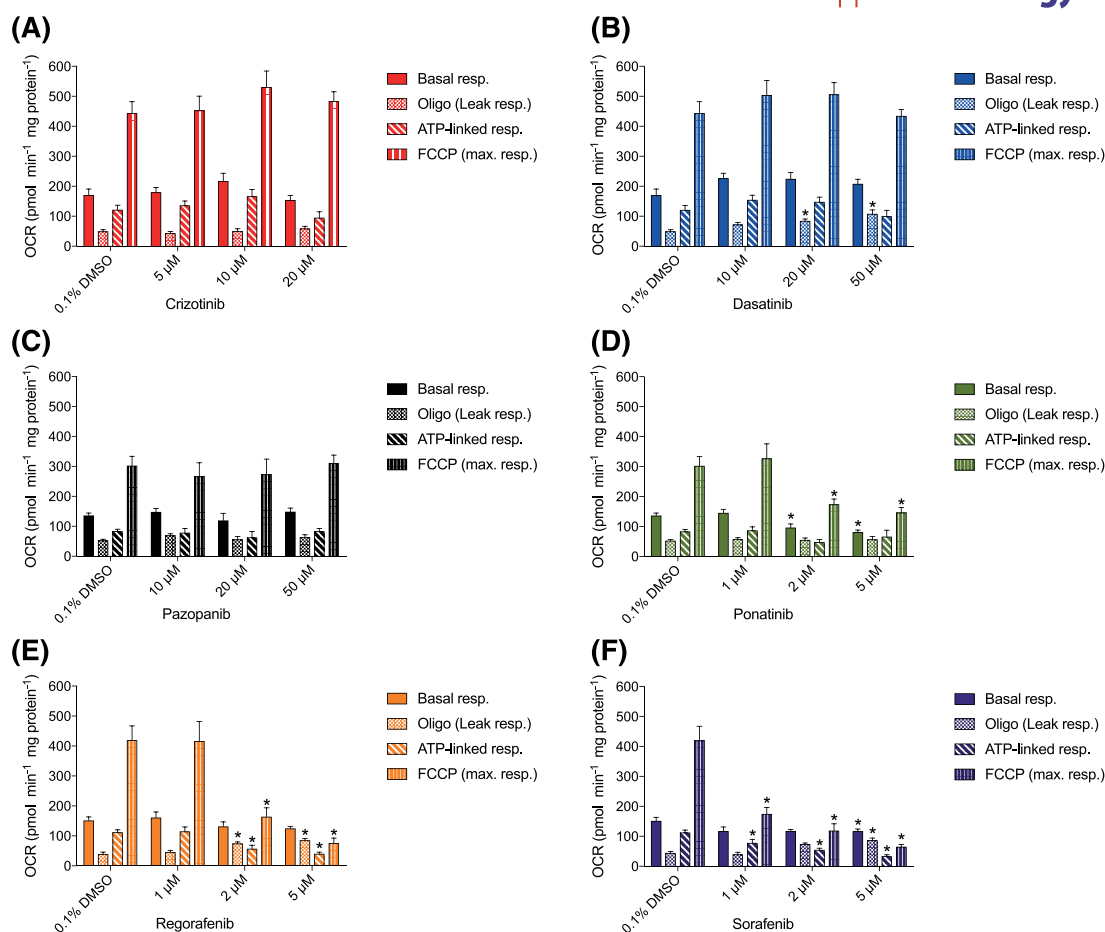 gy
(A)
600
500
400
300
200
100
0
OCR (pmol min⁻¹ mg protein⁻¹)
0.1% DMSO
5 µM
10 µM
20 µM
Crizotinib
Basal resp.
Oligo (Leak resp.)
ATP-linked resp.
FCCP (max. resp.)
(B)
600
500
400
300
200
100
0
OCR (pmol min⁻¹ mg protein⁻¹)
*
*
0.1% DMSO
10 µM
20 µM
50 µM
Dasatinib
Basal resp.
Oligo (Leak resp.)
ATP-linked resp.
FCCP (max. resp.)
(C)
600
500
400
300
200
100
0
OCR (pmol min⁻¹ mg protein⁻¹)
0.1% DMSO
10 µM
20 µM
50 µM
Pazopanib
Basal resp.
Oligo (Leak resp.)
ATP-linked resp.
FCCP (max. resp.)
(D)
600
500
400
300
200
100
0
OCR (pmol min⁻¹ mg protein⁻¹)
*
*
*
*
0.1% DMSO
1 µM
2 µM
5 µM
Ponatinib
Basal resp.
Oligo (Leak resp.)
ATP-linked resp.
FCCP (max. resp.)
(E)
600
500
400
300
200
100
0
OCR (pmol min⁻¹ mg protein⁻¹)
*
*
*
*
*
*
0.1% DMSO
1 µM
2 µM
5 µM
Regorafenib
Basal resp.
Oligo (Leak resp.)
ATP-linked resp.
FCCP (max. resp.)
(F)
600
500
400
300
200
100
0
OCR (pmol min⁻¹ mg protein⁻¹)
*
*
*
*
*
*
*
*
0.1% DMSO
1 µM
2 µM
5 µM
Sorafenib
Basal resp.
Oligo (Leak resp.)
ATP-linked resp.
FCCP (max. resp.)